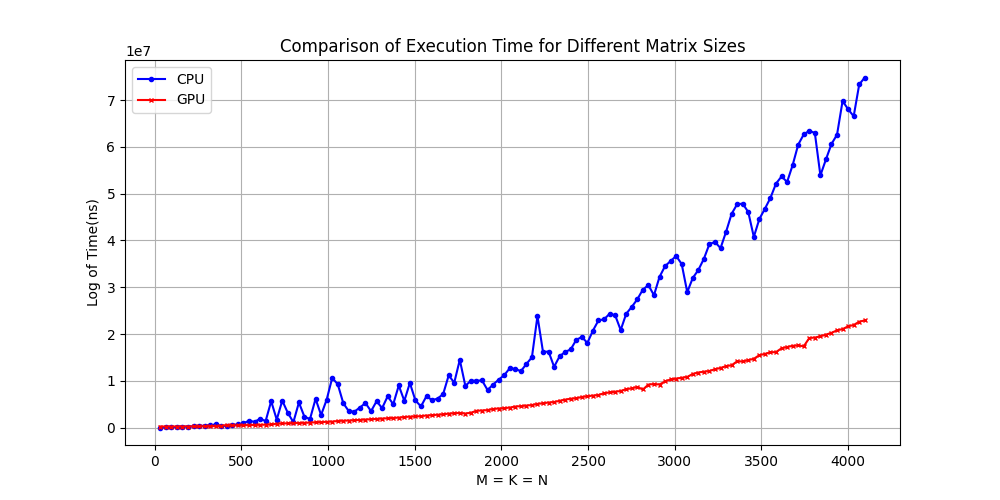 Comparison of Execution Time for Different Matrix Sizes
1e7
CPU
GPU
7
6
5
4
3
2
1
0
Log of Time(ns)
0 500 1000 1500 2000 2500 3000 3500 4000
M = K = N